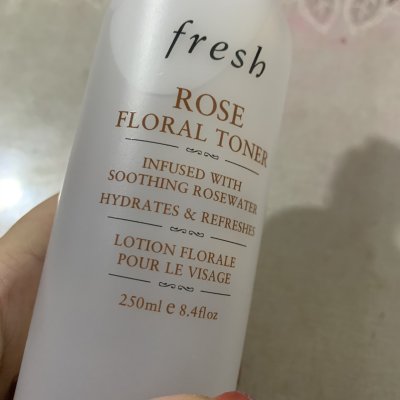 fresh
ROSE
FLORAL TONER
INFUSED WITH
SOOTHING ROSEWATER
HYDRATES & REFRESHES
LOTION FLORALE
POUR LE VISAGE
250ml e 8.4floz